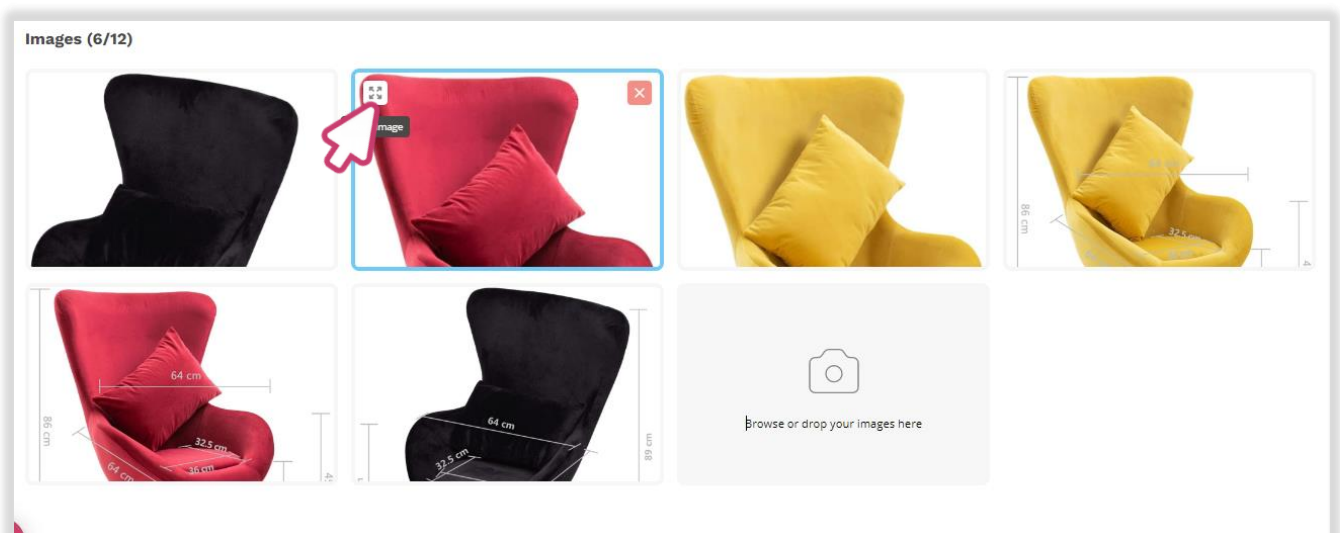 Images (6/12)
mage
86 cm
32.5 cm
64 cm
86 cm
32.5 cm
36 cm
64 cm
64 cm
32.5 cm
89 cm
Browse or drop your images here